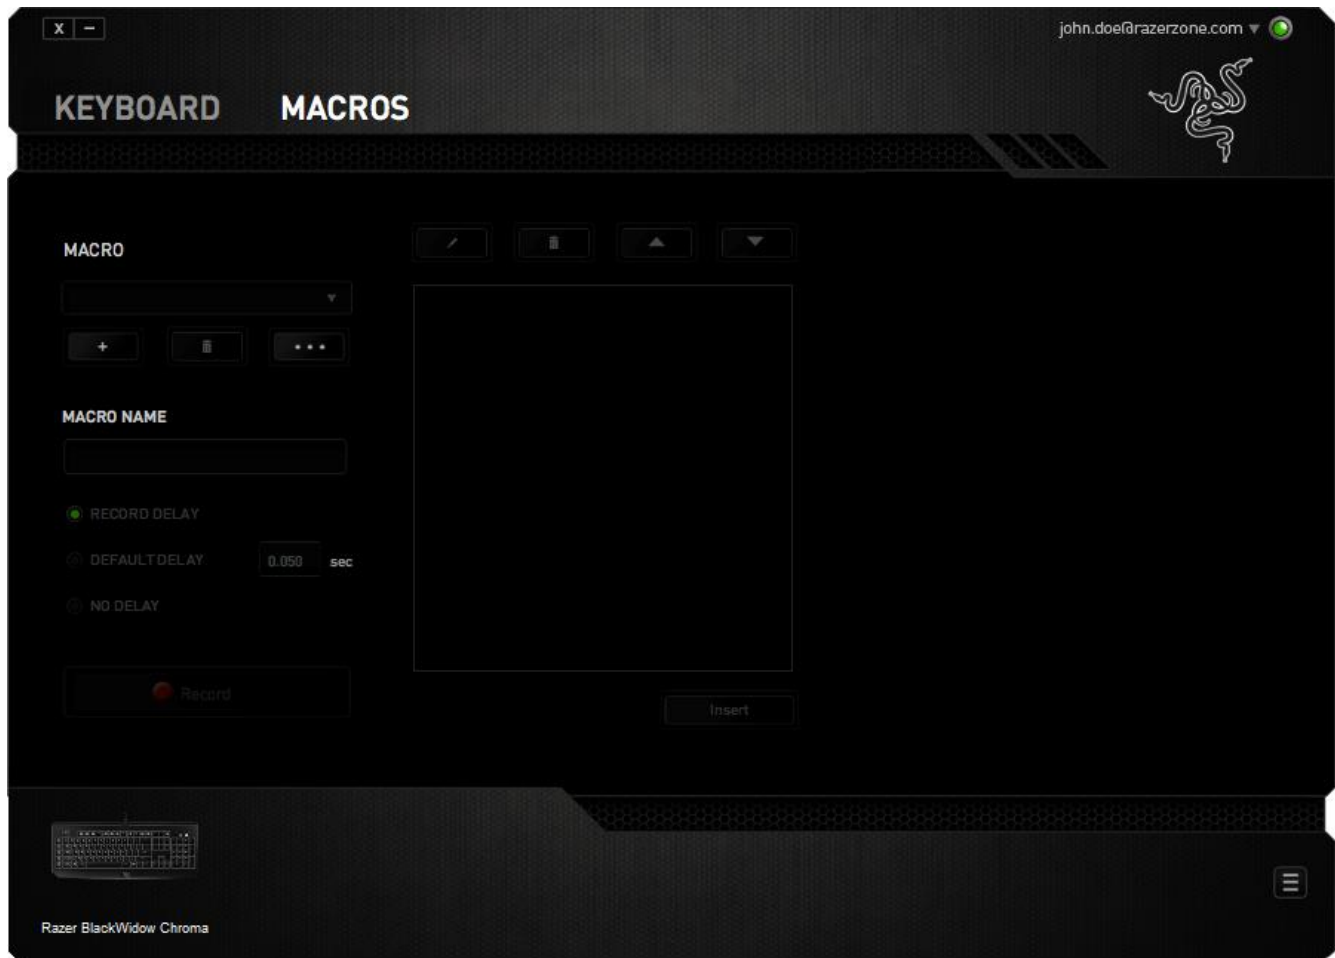 X –
john.doe@razerzone.com
KEYBOARD MACROS
MACRO
+ •••
MACRO NAME
RECORD DELAY
DEFAULT DELAY 0.050 sec
NO DELAY
Record
Insert
Razer BlackWidow Chroma